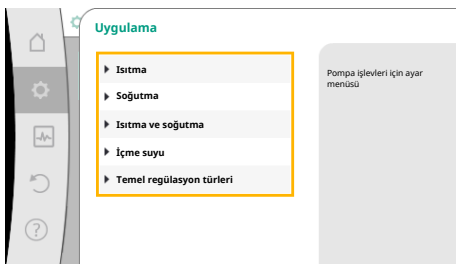 Uygulama
Isıtma
Soğutma
Isıtma ve soğutma
İçme suyu
Temel regülasyon türleri
Pompa işlevleri için ayar
menüsü